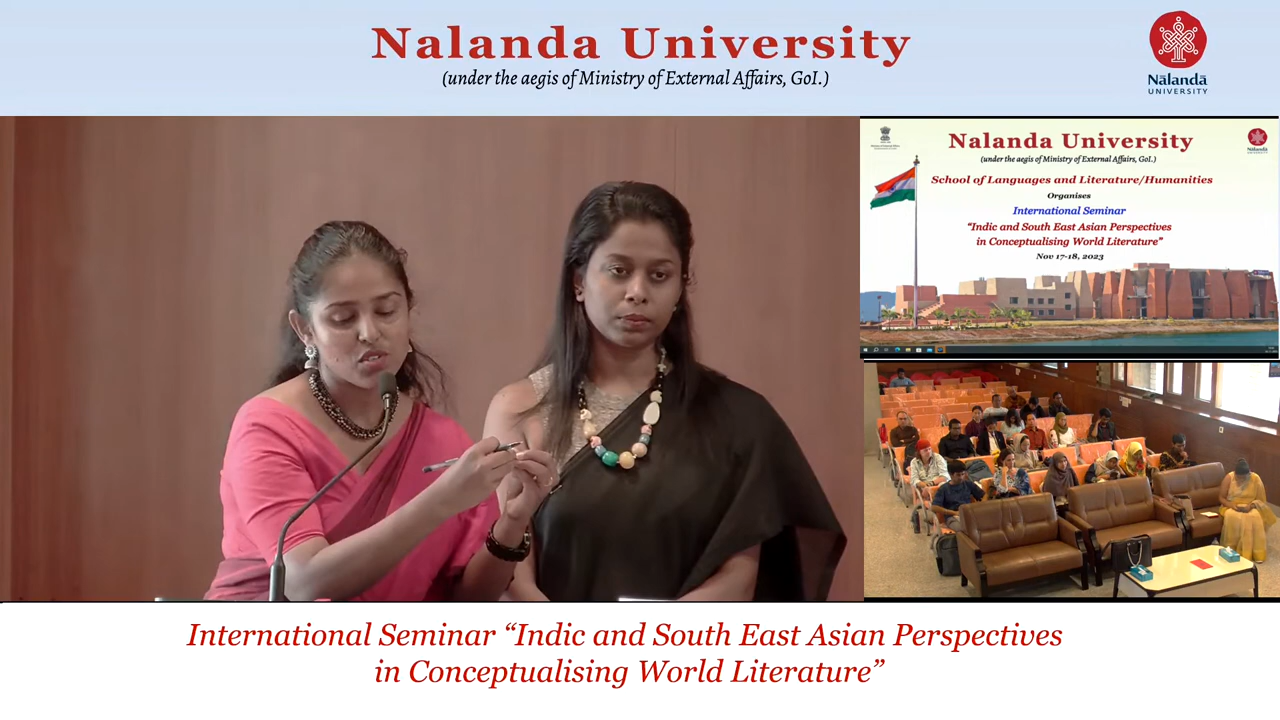 Nalanda University
(under the aegis of Ministry of External Affairs, GoI.)
Nālandā
UNIVERSITY
Nalanda University
(under the aegis of Ministry of External Affairs, GoI.)
School of Languages and Literature/Humanities
Organises
International Seminar
“Indic and South East Asian Perspectives
in Conceptualising World Literature”
Nov 17-18, 2023
International Seminar “Indic and South East Asian Perspectives
in Conceptualising World Literature”